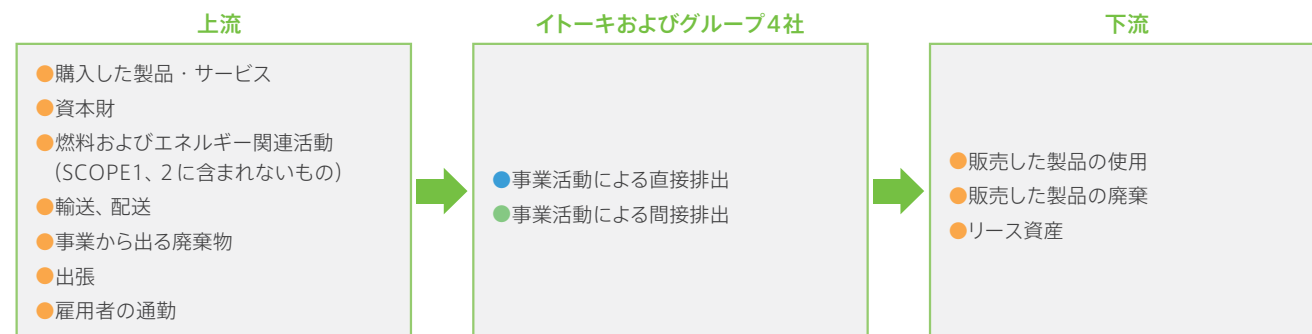 上流
●購入した製品・サービス
●資本財
●燃料およびエネルギー関連活動
（SCOPE1、2に含まれないもの）
●輸送、配送
●事業から出る廃棄物
●出張
●雇用者の通勤
イトーキおよびグループ4社
●事業活動による直接排出
●事業活動による間接排出
下流
●販売した製品の使用
●販売した製品の廃棄
●リース資産